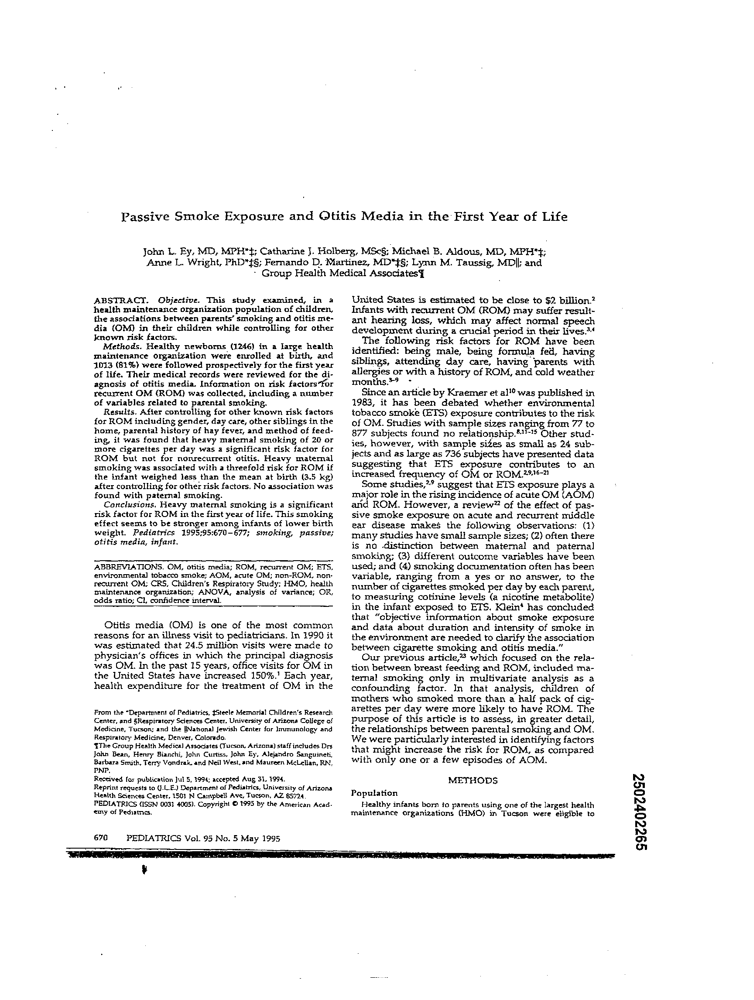 Passive Smoke Exposure and Otitis Media in the First Year of Life
John L. Ey, MD, MPH*‡; Catharine J. Holberg, MSc§; Michael B. Aldous, MD, MPH*‡;
Anne L. Wright, PhD*‡§; Fernando D. Martinez, MD*‡§; Lynn M. Taussig, MD||; and
Group Health Medical Associates¶
ABSTRACT. Objective. This study examined, in a
health maintenance organization population of children,
the associations between parents' smoking and otitis me-
dia (OM) in their children while controlling for other
known risk factors.
Methods. Healthy newborns (1246) in a large health
maintenance organization were enrolled at birth, and
1013 (81%) were followed prospectively for the first year
of life. Their medical records were reviewed for the di-
agnosis of otitis media. Information on risk factors for
recurrent OM (ROM) was collected, including a number
of variables related to parental smoking.
Results. After controlling for other known risk factors
for ROM including gender, day care, other siblings in the
home, parental history of hay fever, and method of feed-
ing, it was found that heavy maternal smoking of 20 or
more cigarettes per day was a significant risk factor for
ROM but not for nonrecurrent otitis. Heavy maternal
smoking was associated with a threefold risk for ROM if
the infant weighed less than the mean at birth (3.5 kg)
after controlling for other risk factors. No association was
found with paternal smoking.
Conclusions. Heavy maternal smoking is a significant
risk factor for ROM in the first year of life. This smoking
effect seems to be stronger among infants of lower birth
weight. Pediatrics 1995;95:670–677; smoking, passive;
otitis media, infant.
ABBREVIATIONS. OM, otitis media; ROM, recurrent OM; ETS,
environmental tobacco smoke; AOM, acute OM; non-ROM, non-
recurrent OM; CRS, Children's Respiratory Study; HMO, health
maintenance organization; ANOVA, analysis of variance; OR,
odds ratio; CI, confidence interval.
Otitis media (OM) is one of the most common
reasons for an illness visit to pediatricians. In 1990 it
was estimated that 24.5 million visits were made to
physician's offices in which the principal diagnosis
was OM. In the past 15 years, office visits for OM in
the United States have increased 150%.¹ Each year,
health expenditure for the treatment of OM in the
From the *Department of Pediatrics, ‡Steele Memorial Children's Research
Center, and §Respiratory Sciences Center, University of Arizona College of
Medicine, Tucson; and the ||National Jewish Center for Immunology and
Respiratory Medicine, Denver, Colorado.
¶The Group Health Medical Associates (Tucson, Arizona) staff includes Drs
John Bean, Henry Bianchi, John Curtiss, John Ey, Alejandro Sanguineti,
Barbara Smith, Terry Vondrak, and Neil West, and Maureen McLellan, RN,
PNP.
Received for publication Jul 5, 1994; accepted Aug 31, 1994.
Reprint requests to (J.L.E.) Department of Pediatrics, University of Arizona
Health Sciences Center, 1501 N Campbell Ave, Tucson, AZ 85724.
PEDIATRICS (ISSN 0031 4005). Copyright © 1995 by the American Acad-
emy of Pediatrics.
United States is estimated to be close to $2 billion.²
Infants with recurrent OM (ROM) may suffer result-
ant hearing loss, which may affect normal speech
development during a crucial period in their lives.³,⁴
The following risk factors for ROM have been
identified: being male, being formula fed, having
siblings, attending day care, having parents with
allergies or with a history of ROM, and cold weather
months.³⁻⁹
Since an article by Kraemer et al¹⁰ was published in
1983, it has been debated whether environmental
tobacco smoke (ETS) exposure contributes to the risk
of OM. Studies with sample sizes ranging from 77 to
877 subjects found no relationship.⁸,¹¹⁻¹⁵ Other stud-
ies, however, with sample sizes as small as 24 sub-
jects and as large as 736 subjects have presented data
suggesting that ETS exposure contributes to an
increased frequency of OM or ROM.²,⁹,¹⁶⁻²¹
Some studies,²,⁹ suggest that ETS exposure plays a
major role in the rising incidence of acute OM (AOM)
and ROM. However, a review²² of the effect of pas-
sive smoke exposure on acute and recurrent middle
ear disease makes the following observations: (1)
many studies have small sample sizes; (2) often there
is no distinction between maternal and paternal
smoking; (3) different outcome variables have been
used; and (4) smoking documentation often has been
variable, ranging from a yes or no answer, to the
number of cigarettes smoked per day by each parent,
to measuring cotinine levels (a nicotine metabolite)
in the infant exposed to ETS. Klein⁴ has concluded
that "objective information about smoke exposure
and data about duration and intensity of smoke in
the environment are needed to clarify the association
between cigarette smoking and otitis media."
Our previous article,²³ which focused on the rela-
tion between breast feeding and ROM, included ma-
ternal smoking only in multivariate analysis as a
confounding factor. In that analysis, children of
mothers who smoked more than a half pack of cig-
arettes per day were more likely to have ROM. The
purpose of this article is to assess, in greater detail,
the relationships between parental smoking and OM.
We were particularly interested in identifying factors
that might increase the risk for ROM, as compared
with only one or a few episodes of AOM.
METHODS
Population
Healthy infants born to parents using one of the largest health
maintenance organizations (HMO) in Tucson were eligible to
670 PEDIATRICS Vol. 95 No. 5 May 1995
2502402265